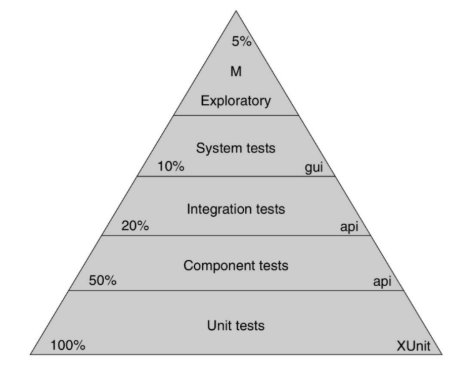 5%
M
Exploratory
System tests
10% gui
Integration tests
20% api
Component tests
50% api
Unit tests
100% XUnit